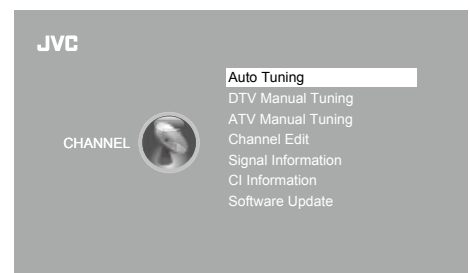 JVC
Auto Tuning
DTV Manual Tuning
ATV Manual Tuning
CHANNEL
Channel Edit
Signal Information
CI Information
Software Update